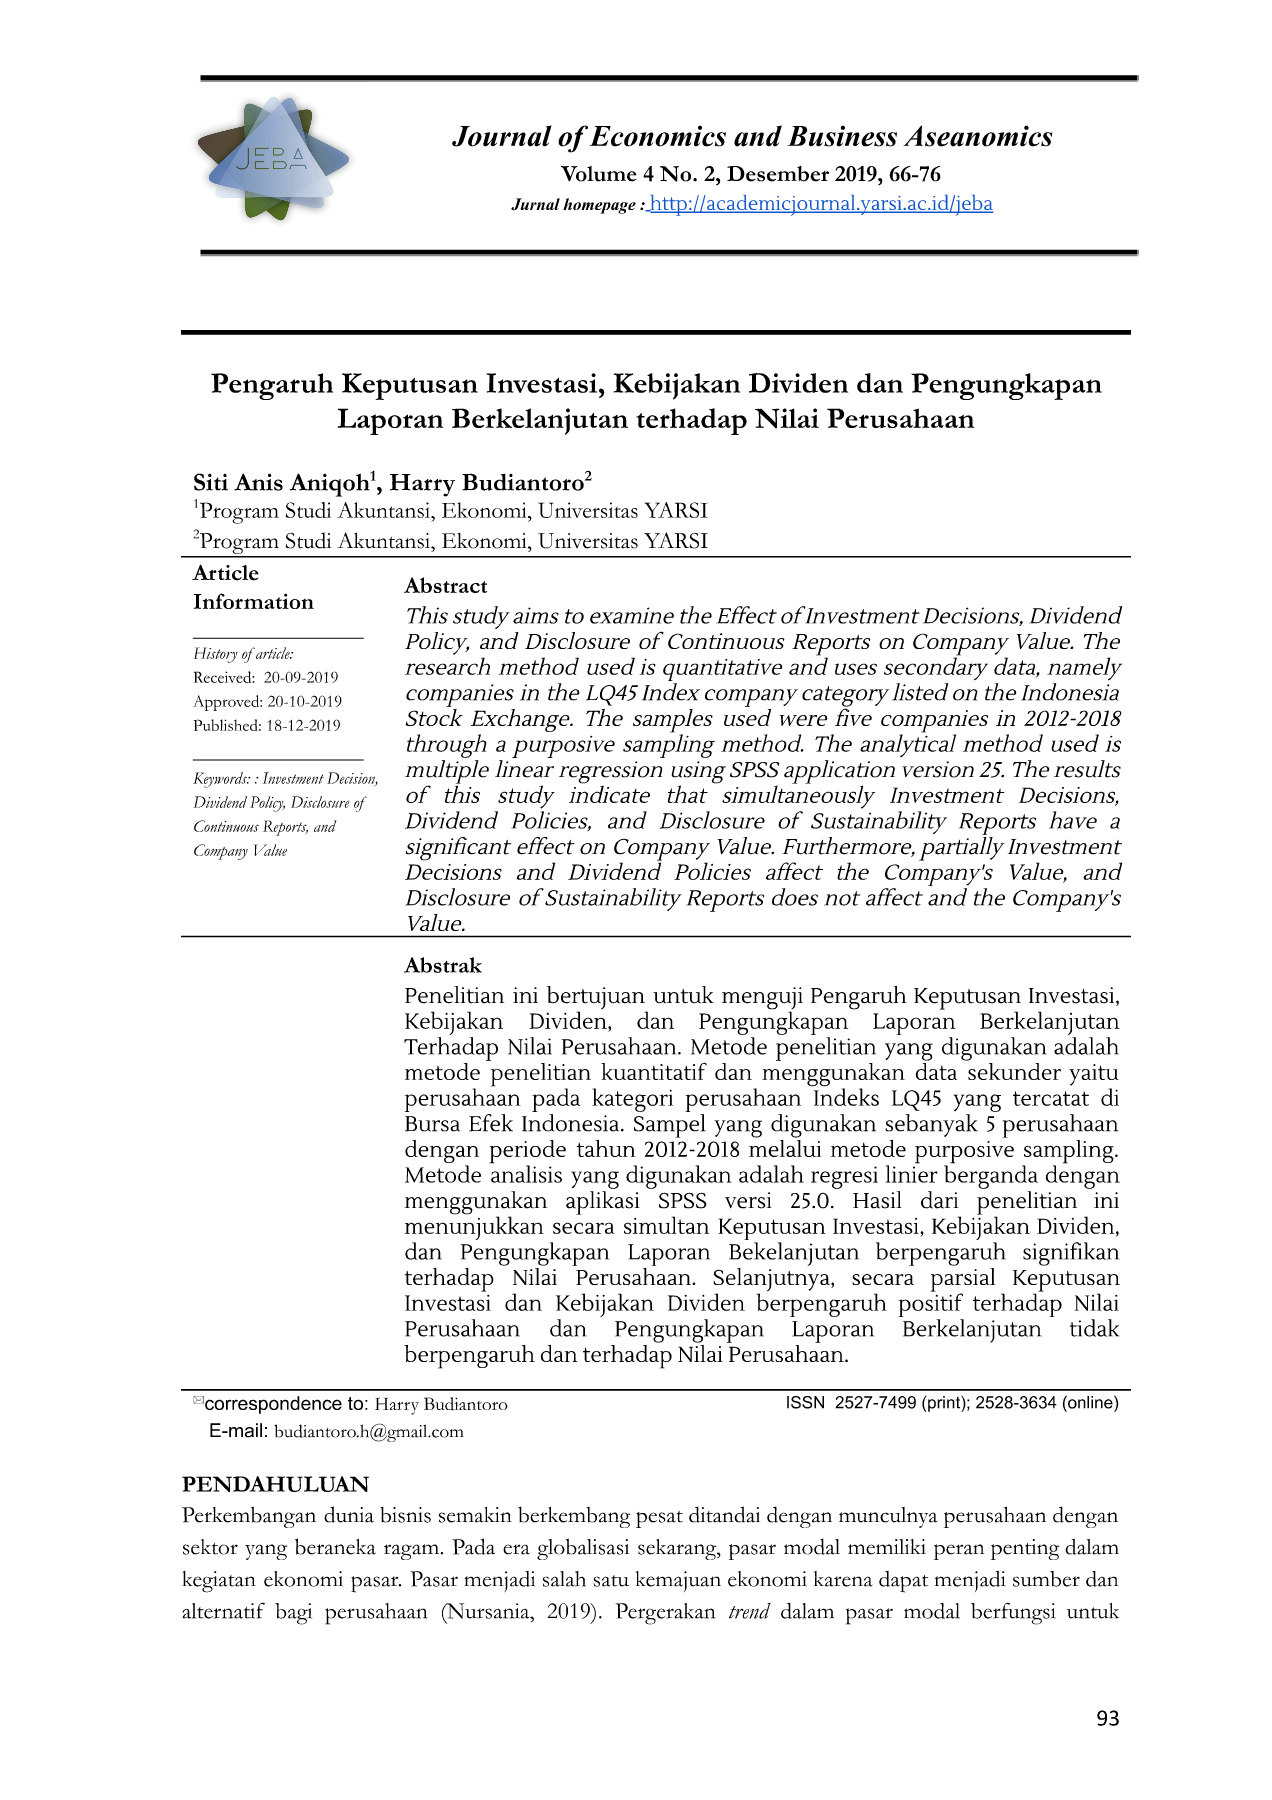 JEBA
Journal of Economics and Business Aseanomics
Volume 4 No. 2, Desember 2019, 66-76
Jurnal homepage : http://academicjournal.yarsi.ac.id/jeba
Pengaruh Keputusan Investasi, Kebijakan Dividen dan Pengungkapan
Laporan Berkelanjutan terhadap Nilai Perusahaan
Siti Anis Aniqoh1, Harry Budiantoro2
1Program Studi Akuntansi, Ekonomi, Universitas YARSI
2Program Studi Akuntansi, Ekonomi, Universitas YARSI
Article
Information
History of article:
Received: 20-09-2019
Approved: 20-10-2019
Published: 18-12-2019
Keywords: : Investment Decision,
Dividend Policy, Disclosure of
Continuous Reports, and
Company Value
Abstract
This study aims to examine the Effect of Investment Decisions, Dividend
Policy, and Disclosure of Continuous Reports on Company Value. The
research method used is quantitative and uses secondary data, namely
companies in the LQ45 Index company category listed on the Indonesia
Stock Exchange. The samples used were five companies in 2012-2018
through a purposive sampling method. The analytical method used is
multiple linear regression using SPSS application version 25. The results
of this study indicate that simultaneously Investment Decisions,
Dividend Policies, and Disclosure of Sustainability Reports have a
significant effect on Company Value. Furthermore, partially Investment
Decisions and Dividend Policies affect the Company's Value, and
Disclosure of Sustainability Reports does not affect and the Company's
Value.
Abstrak
Penelitian ini bertujuan untuk menguji Pengaruh Keputusan Investasi,
Kebijakan Dividen, dan Pengungkapan Laporan Berkelanjutan
Terhadap Nilai Perusahaan. Metode penelitian yang digunakan adalah
metode penelitian kuantitatif dan menggunakan data sekunder yaitu
perusahaan pada kategori perusahaan Indeks LQ45 yang tercatat di
Bursa Efek Indonesia. Sampel yang digunakan sebanyak 5 perusahaan
dengan periode tahun 2012-2018 melalui metode purposive sampling.
Metode analisis yang digunakan adalah regresi linier berganda dengan
menggunakan aplikasi SPSS versi 25.0. Hasil dari penelitian ini
menunjukkan secara simultan Keputusan Investasi, Kebijakan Dividen,
dan Pengungkapan Laporan Bekelanjutan berpengaruh signifikan
terhadap Nilai Perusahaan. Selanjutnya, secara parsial Keputusan
Investasi dan Kebijakan Dividen berpengaruh positif terhadap Nilai
Perusahaan dan Pengungkapan Laporan Berkelanjutan tidak
berpengaruh dan terhadap Nilai Perusahaan.
correspondence to: Harry Budiantoro
E-mail: budiantoro.h@gmail.com
ISSN 2527-7499 (print); 2528-3634 (online)
PENDAHULUAN
Perkembangan dunia bisnis semakin berkembang pesat ditandai dengan munculnya perusahaan dengan
sektor yang beraneka ragam. Pada era globalisasi sekarang, pasar modal memiliki peran penting dalam
kegiatan ekonomi pasar. Pasar menjadi salah satu kemajuan ekonomi karena dapat menjadi sumber dan
alternatif bagi perusahaan (Nursania, 2019). Pergerakan trend dalam pasar modal berfungsi untuk
93